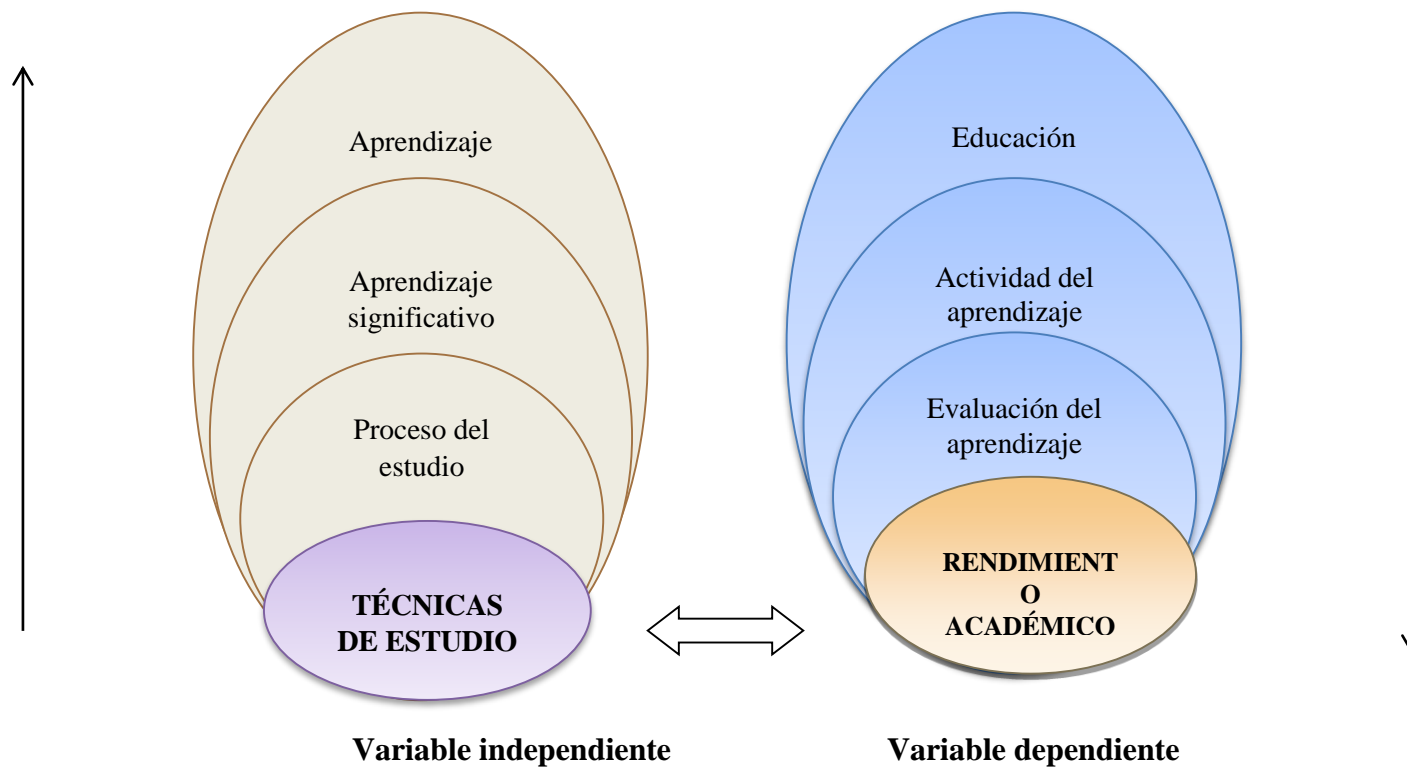 Aprendizaje
Aprendizaje
significativo
Proceso del
estudio
TÉCNICAS
DE ESTUDIO
Variable independiente
Educación
Actividad del
aprendizaje
Evaluación del
aprendizaje
RENDIMIENT
O
ACADÉMICO
Variable dependiente